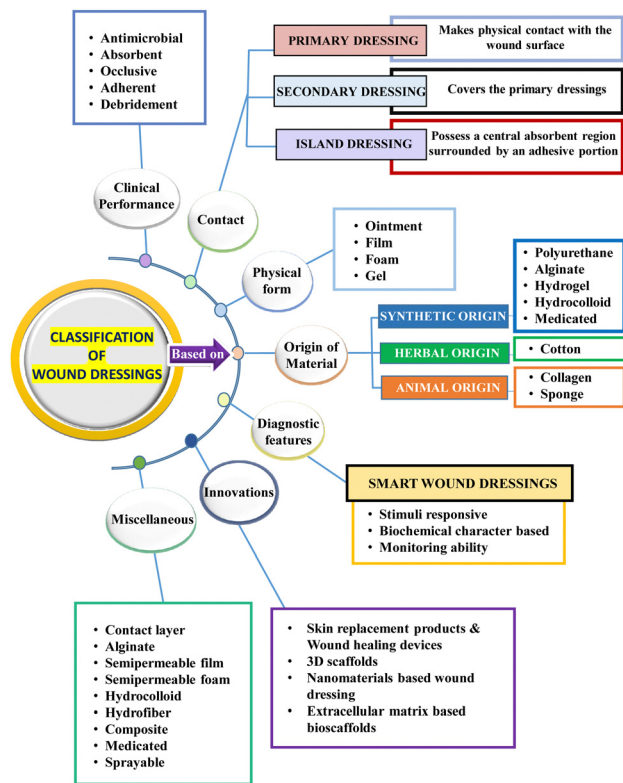 • Antimicrobial
• Absorbent
• Occlusive
• Adherent
• Debridement
PRIMARY DRESSING
Makes physical contact with the
wound surface
SECONDARY DRESSING
Covers the primary dressings
ISLAND DRESSING
Possess a central absorbent region
surrounded by an adhesive portion
Clinical
Performance
Contact
Physical
form
• Ointment
• Film
• Foam
• Gel
CLASSIFICATION
OF
WOUND DRESSINGS
Based on
Origin of
Material
SYNTHETIC ORIGIN
• Polyurethane
• Alginate
• Hydrogel
• Hydrocolloid
• Medicated
HERBAL ORIGIN
• Cotton
ANIMAL ORIGIN
• Collagen
• Sponge
Diagnostic
features
SMART WOUND DRESSINGS
• Stimuli responsive
• Biochemical character based
• Monitoring ability
Innovations
Miscellaneous
• Contact layer
• Alginate
• Semipermeable film
• Semipermeable foam
• Hydrocolloid
• Hydrofiber
• Composite
• Medicated
• Sprayable
• Skin replacement products &
Wound healing devices
• 3D scaffolds
• Nanomaterials based wound
dressing
• Extracellular matrix based
bioscaffolds